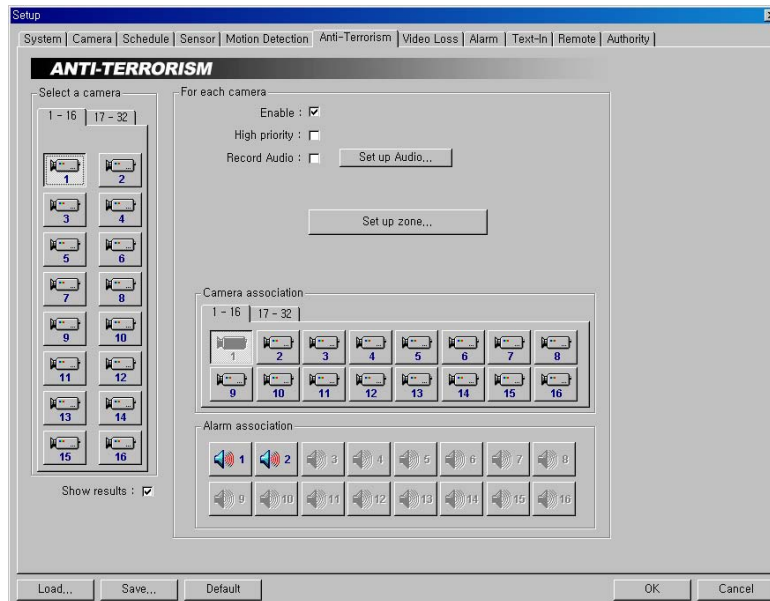 Setup
System Camera Schedule Sensor Motion Detection Anti-Terrorism Video Loss Alarm Text-In Remote Authority
ANTI-TERRORISM
Select a camera
1 - 16 17 - 32
1 2
3 4
5 6
7 8
9 10
11 12
13 14
15 16
Show results :
For each camera
Enable :
High priority :
Record Audio : Set up Audio...
Set up zone...
Camera association
1 - 16 17 - 32
1 2 3 4 5 6 7 8
9 10 11 12 13 14 15 16
Alarm association
1 2 3 4 5 6 7 8
9 10 11 12 13 14 15 16
Load... Save... Default OK Cancel